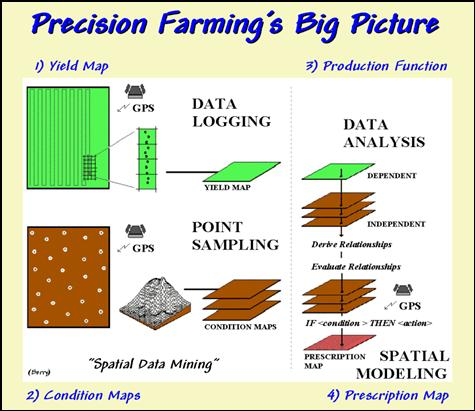 Precision Farming's Big Picture
1) Yield Map
3) Production Function
GPS
DATA
LOGGING
YIELD MAP
GPS
POINT
SAMPLING
CONDITION MAPS
"Spatial Data Mining"
(Berry)
DATA
ANALYSIS
DEPENDENT
INDEPENDENT
Derive Relationships
Evaluate Relationships
GPS
IF <condition> THEN <action>
PRESCRIPTION
MAP
SPATIAL
MODELING
2) Condition Maps
4) Prescription Map